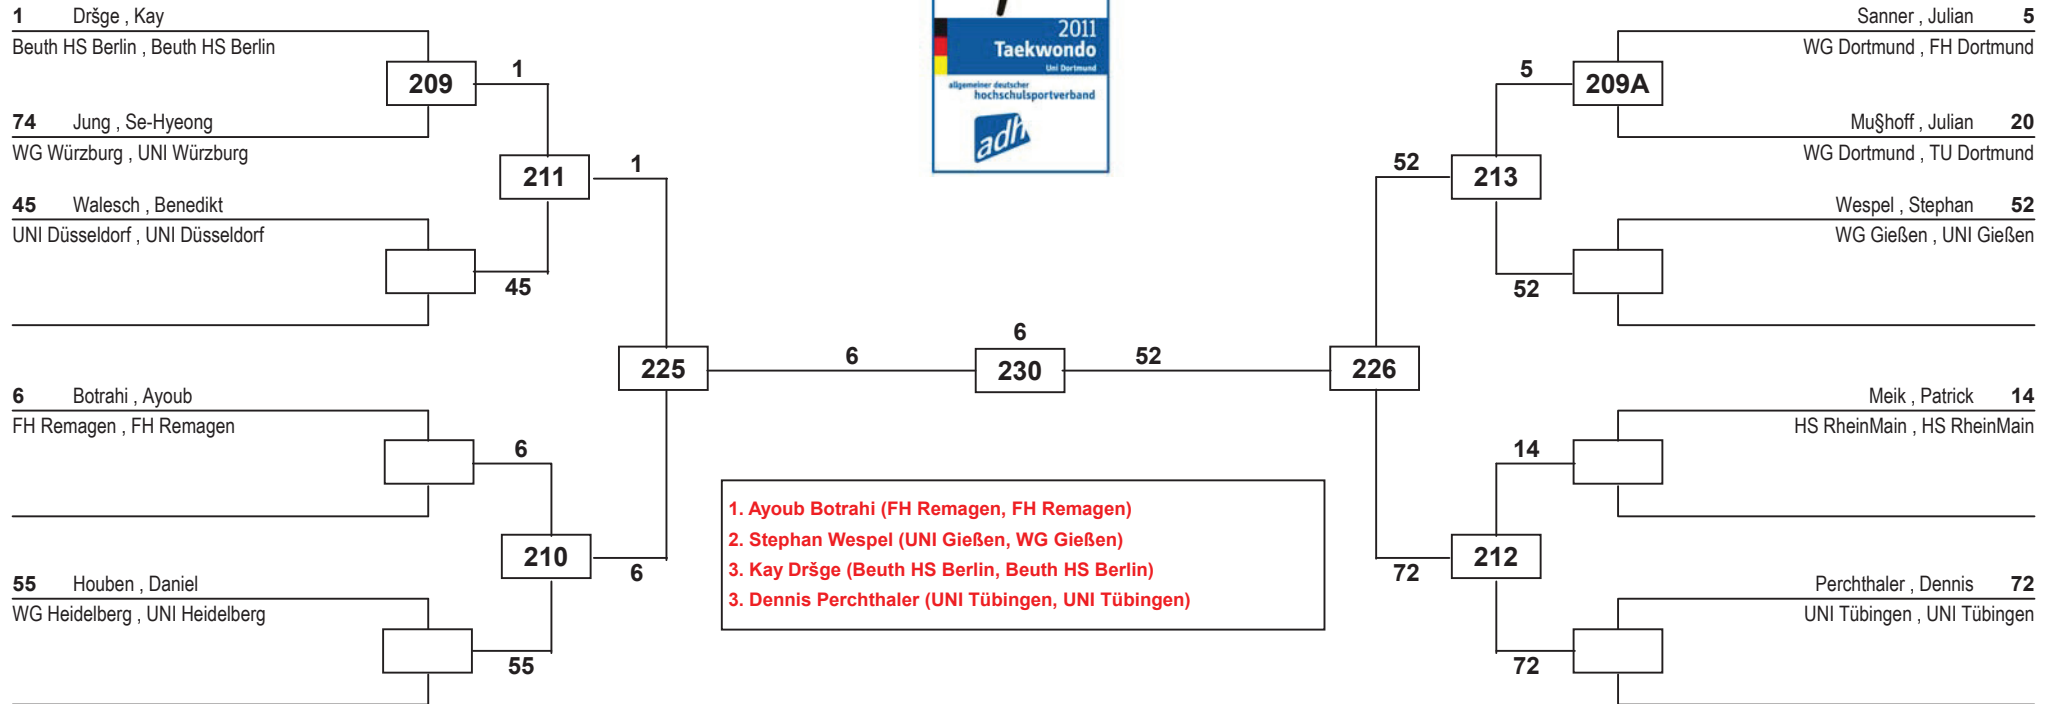 1 Dršge , Kay
Beuth HS Berlin , Beuth HS Berlin
209
1
74 Jung , Se-Hyeong
WG Würzburg , UNI Würzburg
211
1
45 Walesch , Benedikt
UNI Düsseldorf , UNI Düsseldorf
45
225
6
6 Botrahi , Ayoub
FH Remagen , FH Remagen
6
210
6
55 Houben , Daniel
WG Heidelberg , UNI Heidelberg
55
2011
Taekwondo
Uni Dortmund
allgemeiner deutscher
hochschulsportverband
adh
6
230
52
1. Ayoub Botrahi (FH Remagen, FH Remagen)
2. Stephan Wespel (UNI Gießen, WG Gießen)
3. Kay Dršge (Beuth HS Berlin, Beuth HS Berlin)
3. Dennis Perchthaler (UNI Tübingen, UNI Tübingen)
Sanner , Julian 5
WG Dortmund , FH Dortmund
5
209A
Mu§hoff , Julian 20
WG Dortmund , TU Dortmund
52
213
Wespel , Stephan 52
WG Gießen , UNI Gießen
52
226
Meik , Patrick 14
HS RheinMain , HS RheinMain
14
72
212
Perchthaler , Dennis 72
UNI Tübingen , UNI Tübingen
72